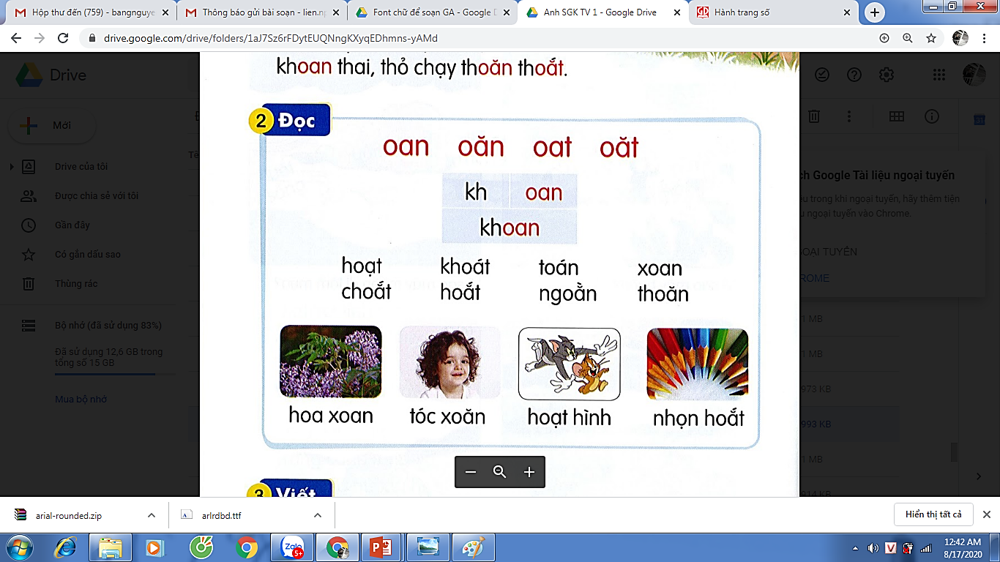 Hộp thư đến (759) - bangnguye
Thông báo gửi bài soạn - lien.np
Font chữ để soạn GA - Google D
Anh SGK TV 1 - Google Drive
Hành trang số
drive.google.com/drive/folders/1aJ7Sz6rFDytEUQNngKXyqEDhmns-yAMd
Drive
Mới
Drive của tôi
Được chia sẻ với tôi
Gần đây
Có gắn dấu sao
Thùng rác
Bộ nhớ (đã sử dụng 83%)
Đã sử dụng 12,6 GB trong
tổng số 15 GB
Mua bộ nhớ
khoan thai, thỏ chạy thoăn thoắt.
2 Đọc
oan oăn oat oăt
kh oan
khoan
hoạt khoát toán xoan
choắt hoắt ngoằn thoăn
hoa xoan tóc xoăn hoạt hình nhọn hoắt
3 Viết
ch Google Tài liệu ngoại tuyến
ệu trong khi ngoại tuyến, hãy thêm tiện
u ngoại tuyến vào Chrome.
GOẠI TUYẾN
ROME
1 MB
1 MB
973 KB
993 KB
1 MB
914 KB
arial-rounded.zip
arlrdbd.ttf
Hiển thị tất cả
Zalo
5+
V
12:42 AM
8/17/2020